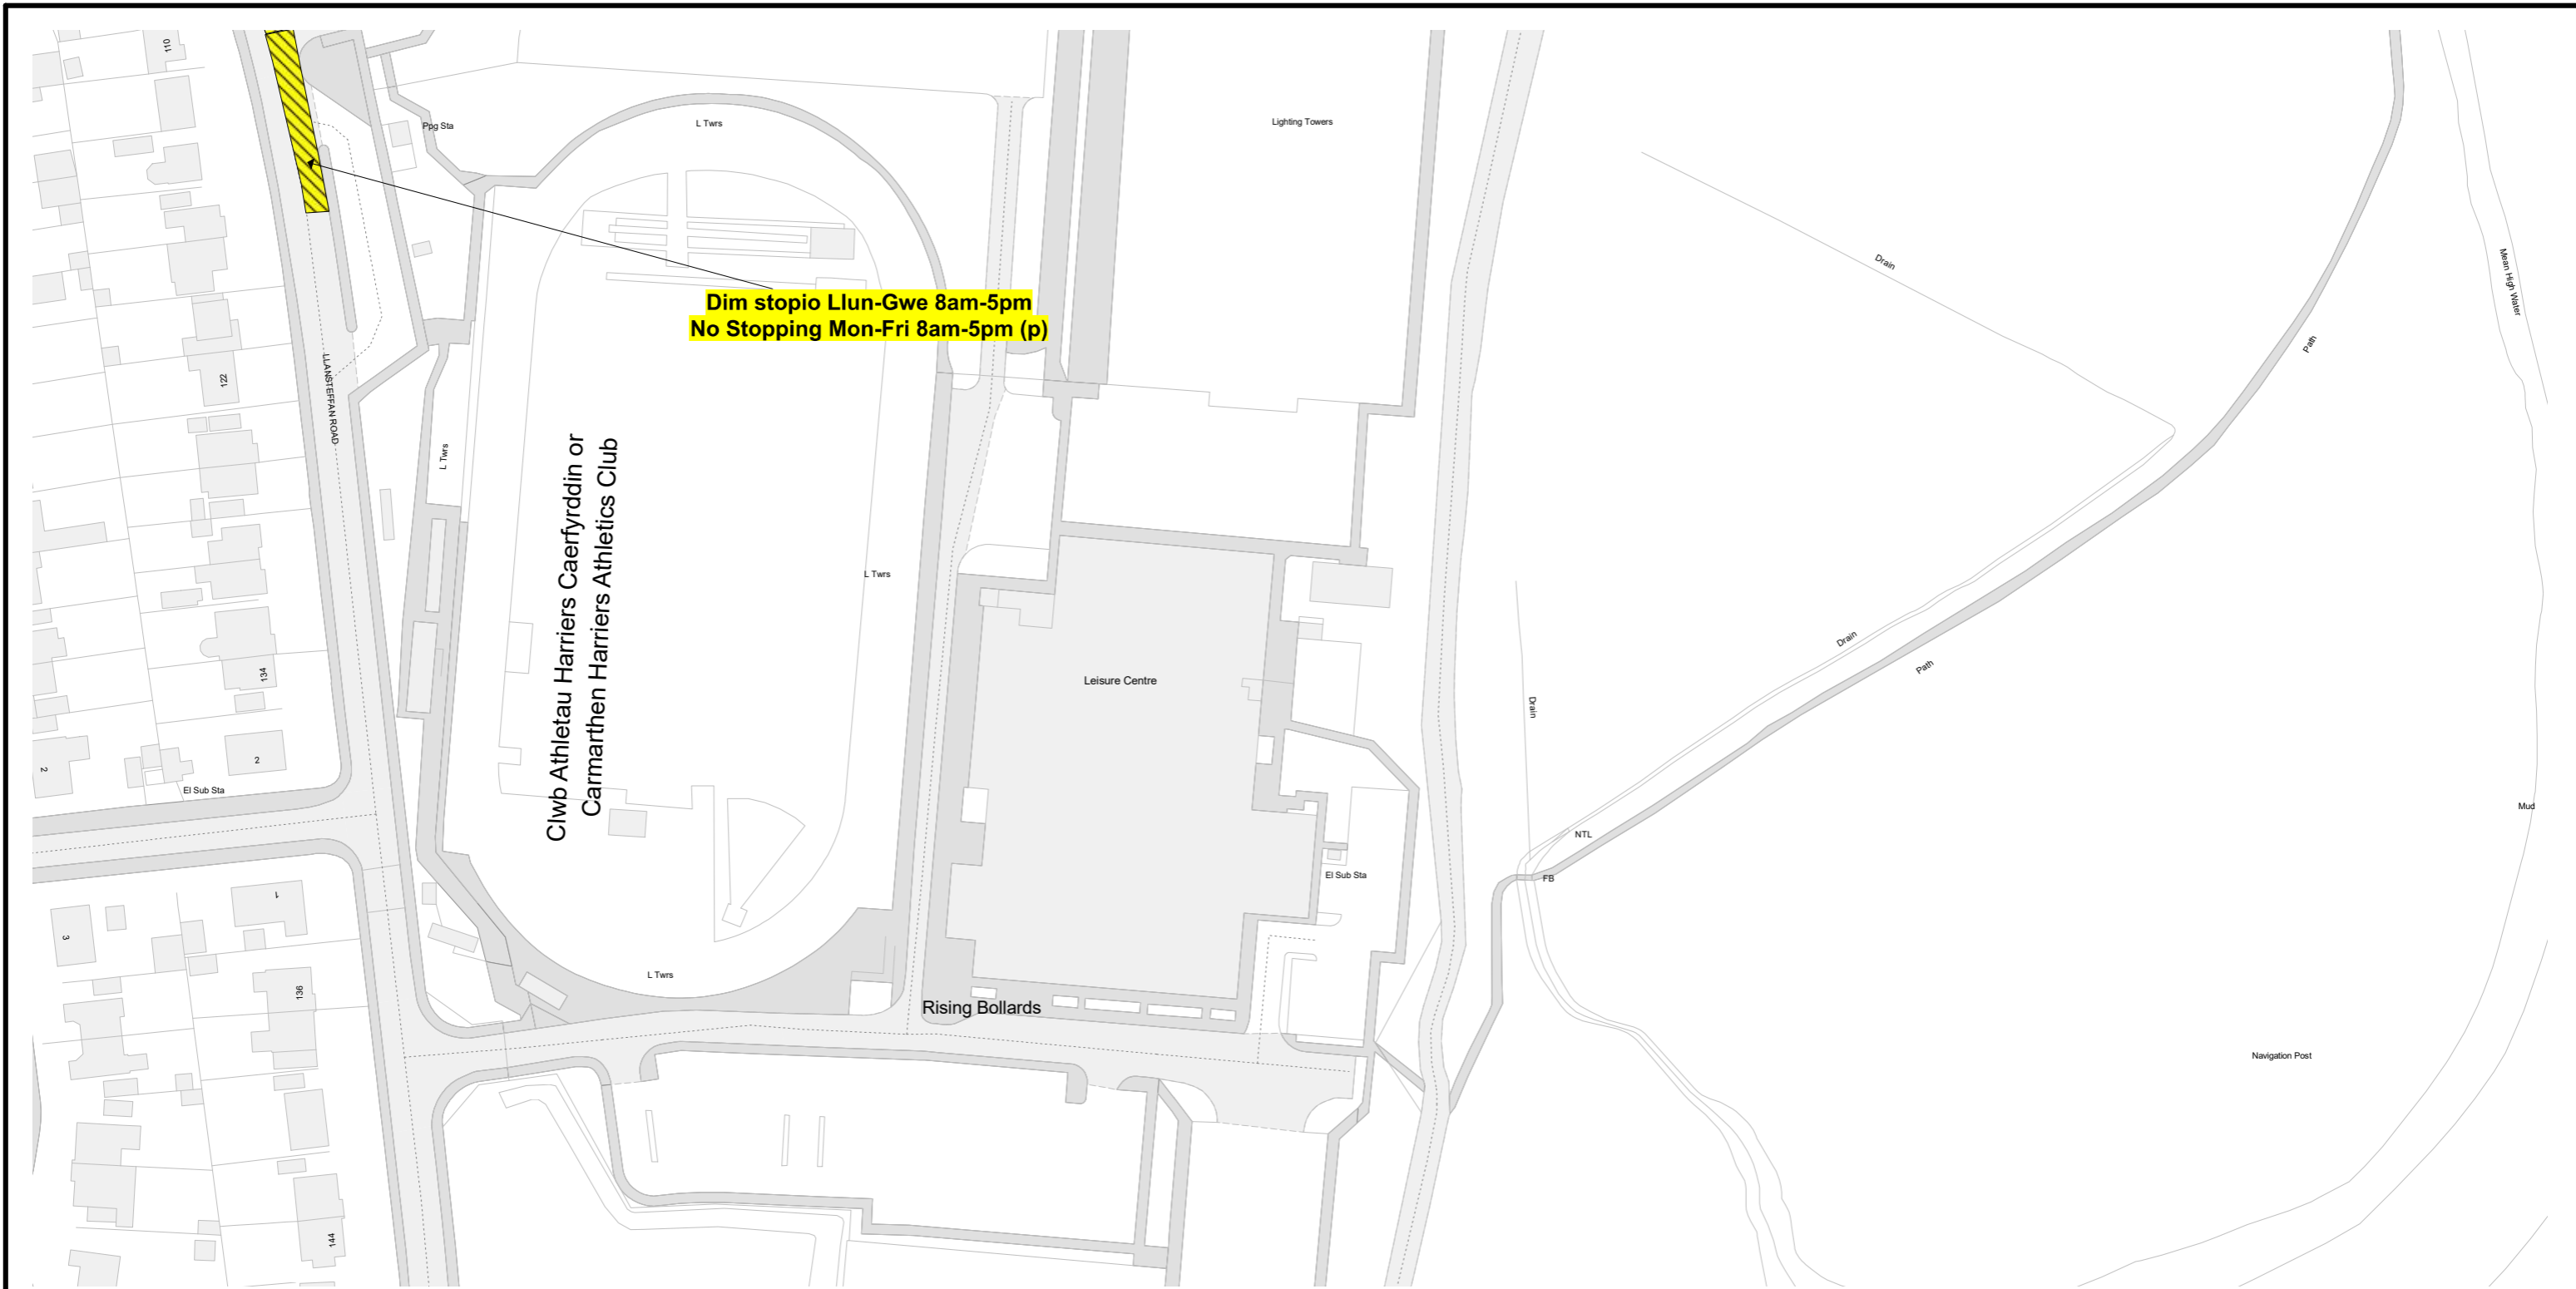 110
Ppg Sta
L Twrs
Lighting Towers
Drain
Mean High Water
Dim stopio Llun-Gwe 8am-5pm
No Stopping Mon-Fri 8am-5pm (p)
Path
122
LLANSTEFFAN ROAD
L Twrs
Clwb Athletau Harriers Caerfyrddin or
Carmarthen Harriers Athletics Club
L Twrs
134
Leisure Centre
Drain
Path
Drain
2
2
El Sub Sta
Mud
NTL
El Sub Sta
FB
1
3
L Twrs
136
Rising Bollards
Navigation Post
144